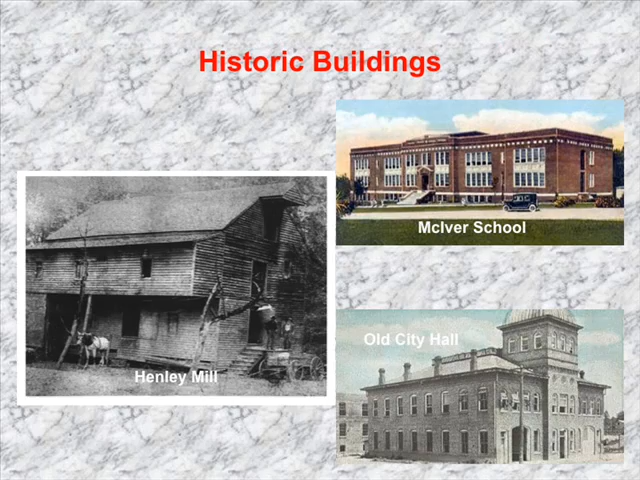 Historic Buildings
McIver School
Henley Mill
Old City Hall